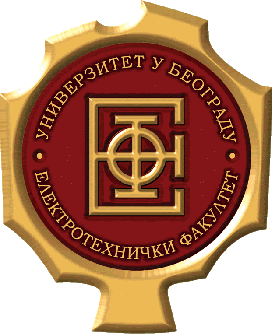 УНИВЕРЗИТЕТ У БЕОГРАДУ
ЕЛЕКТРОТЕХНИЧКИ ФАКУЛТЕТ